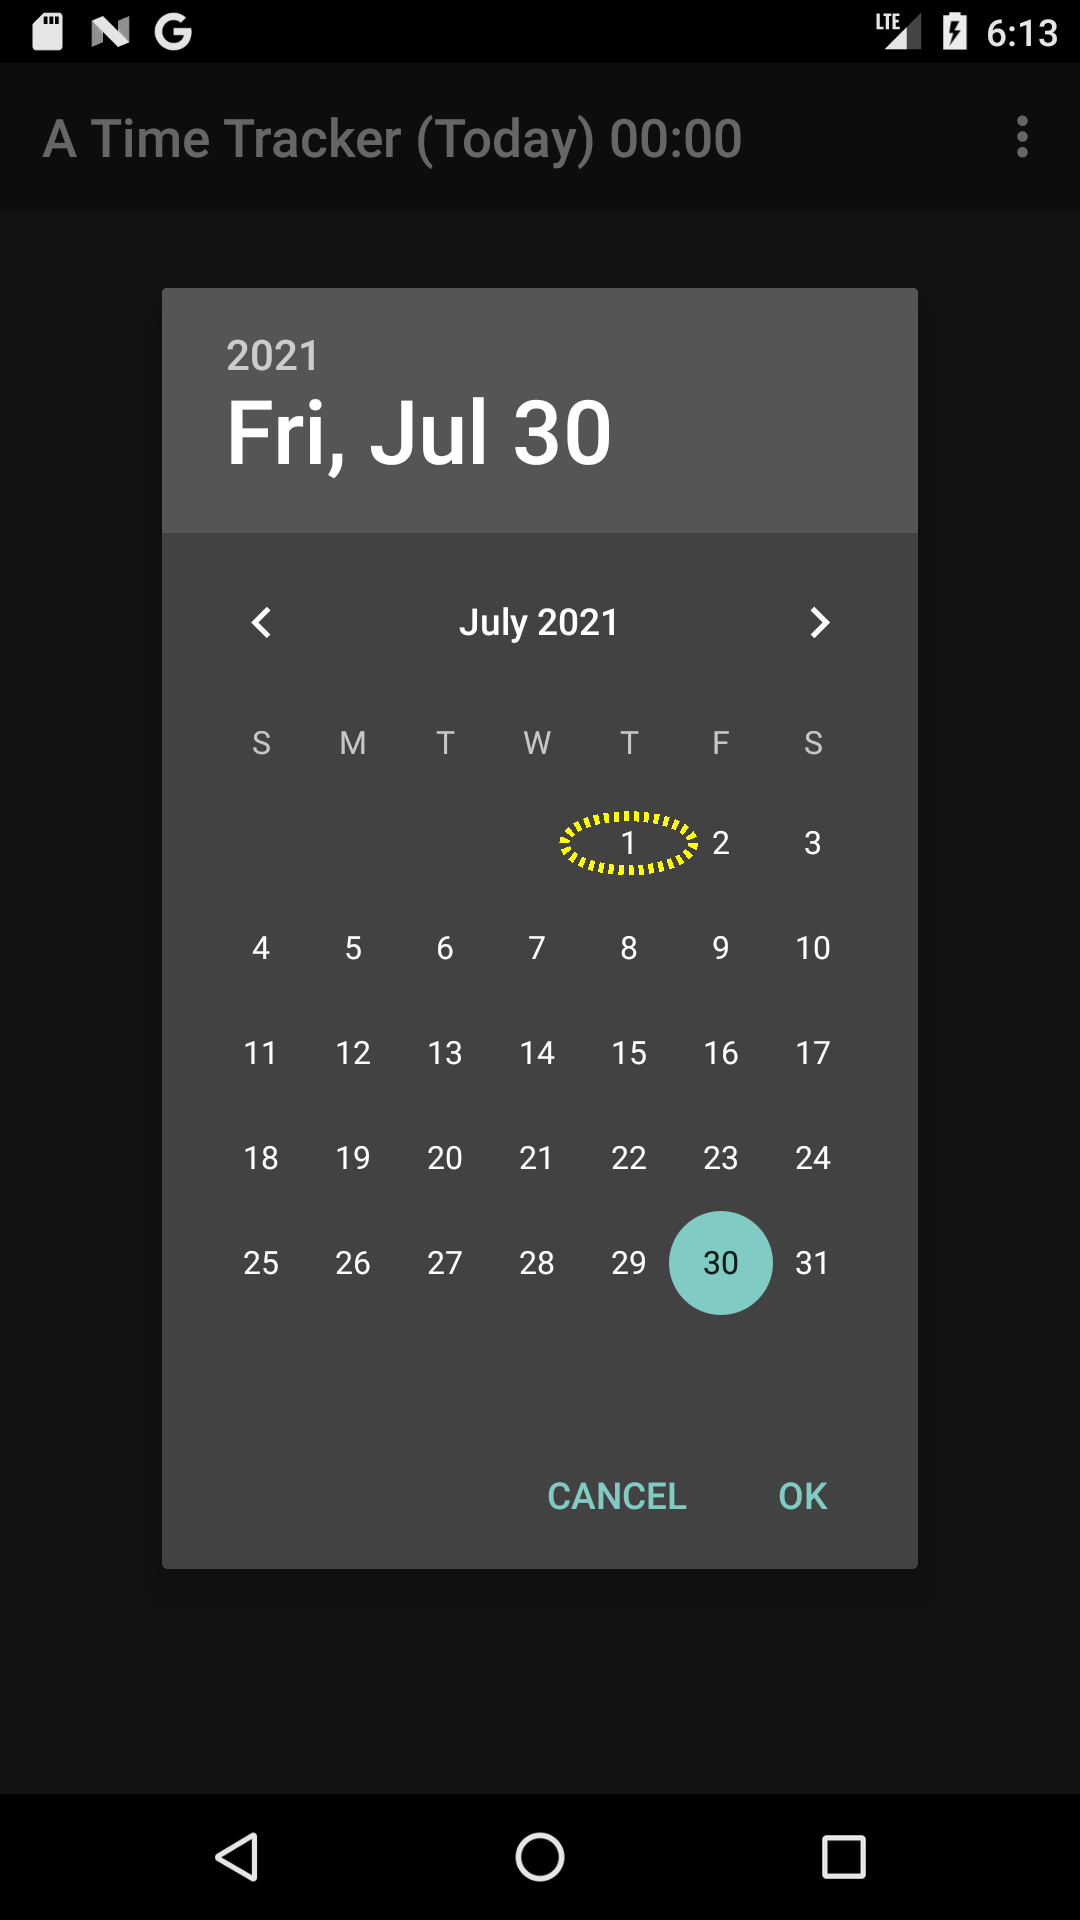 LTE 6:13
A Time Tracker (Today) 00:00
2021
Fri, Jul 30
July 2021
S M T W T F S
1 2 3
4 5 6 7 8 9 10
11 12 13 14 15 16 17
18 19 20 21 22 23 24
25 26 27 28 29 30 31
CANCEL OK